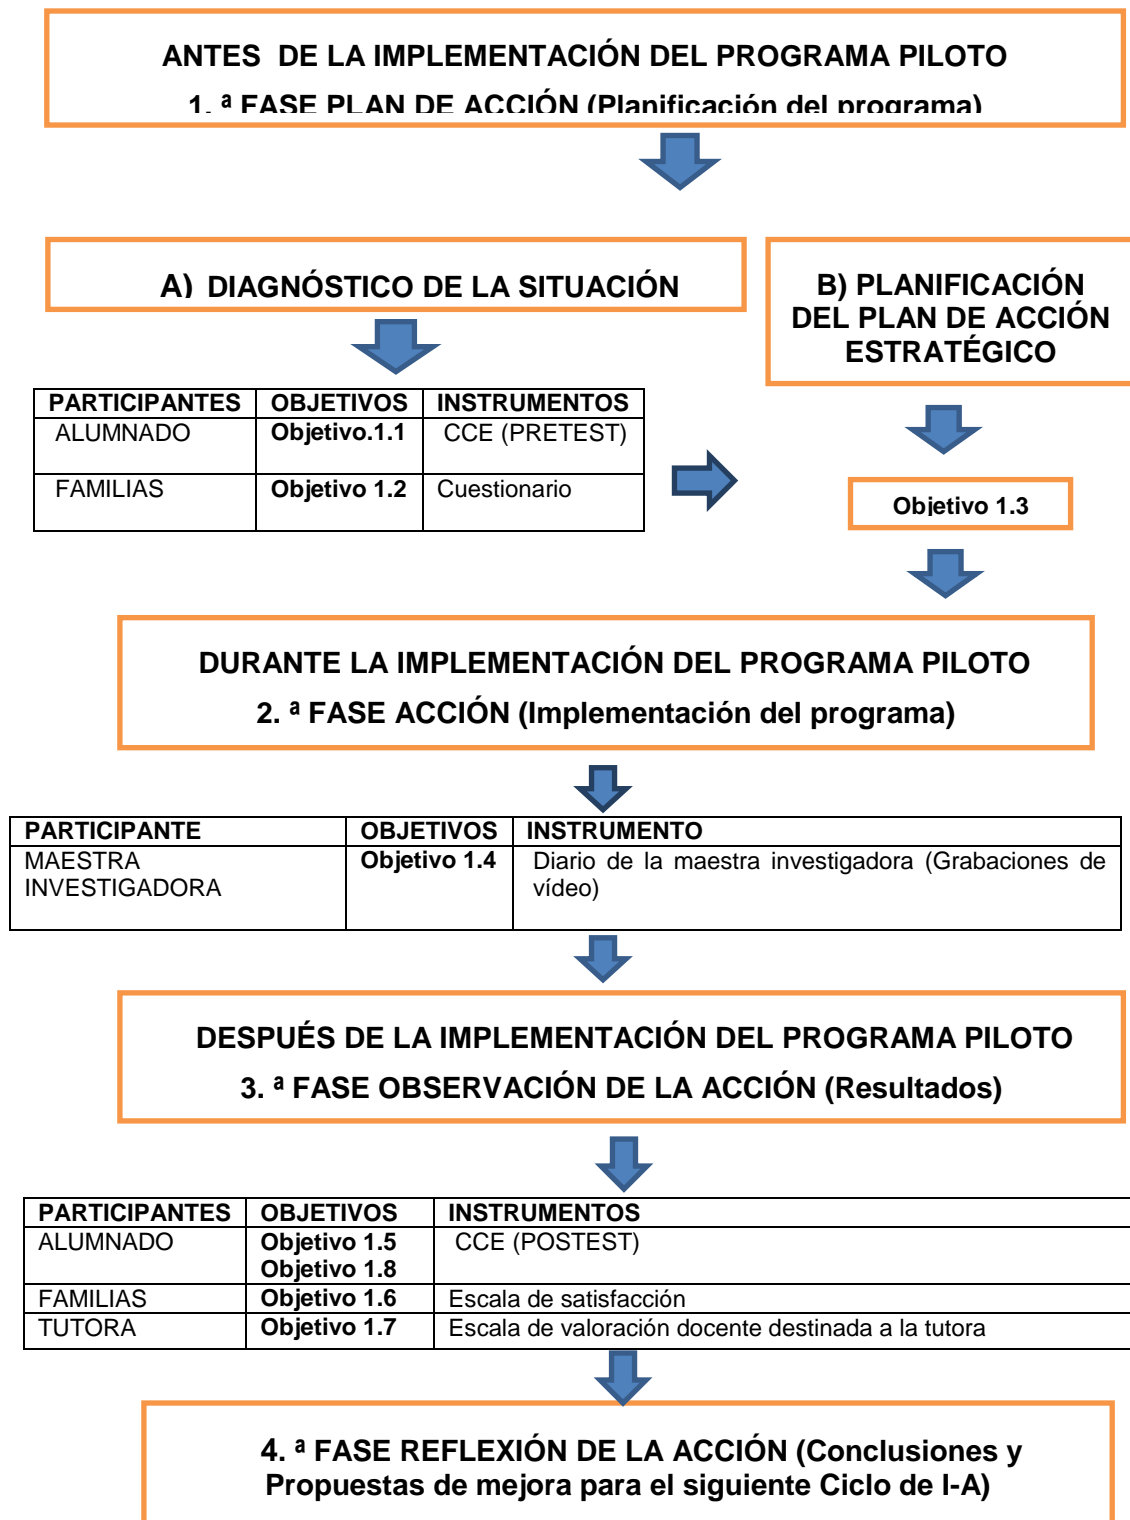 ANTES DE LA IMPLEMENTACIÓN DEL PROGRAMA PILOTO
1. ª FASE PLAN DE ACCIÓN (Planificación del programa)
A) DIAGNÓSTICO DE LA SITUACIÓN
B) PLANIFICACIÓN
DEL PLAN DE ACCIÓN
ESTRATÉGICO
PARTICIPANTES OBJETIVOS INSTRUMENTOS
ALUMNADO Objetivo.1.1 CCE (PRETEST)
FAMILIAS Objetivo 1.2 Cuestionario
Objetivo 1.3
DURANTE LA IMPLEMENTACIÓN DEL PROGRAMA PILOTO
2. ª FASE ACCIÓN (Implementación del programa)
PARTICIPANTE OBJETIVOS INSTRUMENTO
MAESTRA Objetivo 1.4 Diario de la maestra investigadora (Grabaciones de
INVESTIGADORA vídeo)
DESPUÉS DE LA IMPLEMENTACIÓN DEL PROGRAMA PILOTO
3. ª FASE OBSERVACIÓN DE LA ACCIÓN (Resultados)
PARTICIPANTES OBJETIVOS INSTRUMENTOS
ALUMNADO Objetivo 1.5 CCE (POSTEST)
Objetivo 1.8
FAMILIAS Objetivo 1.6 Escala de satisfacción
TUTORA Objetivo 1.7 Escala de valoración docente destinada a la tutora
4. ª FASE REFLEXIÓN DE LA ACCIÓN (Conclusiones y
Propuestas de mejora para el siguiente Ciclo de I-A)